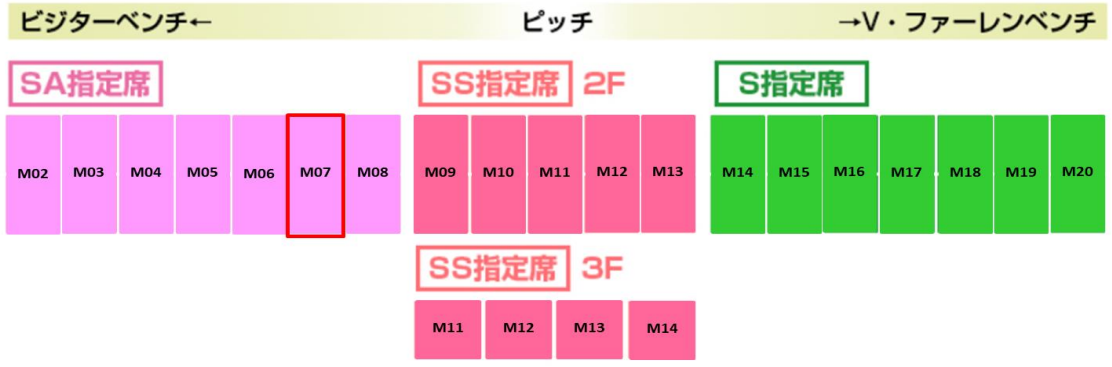 ビジターベンチ← ピッチ →V・ファーレンベンチ
SA指定席 SS指定席 2F S指定席
M02 M03 M04 M05 M06 M07 M08 M09 M10 M11 M12 M13 M14 M15 M16 M17 M18 M19 M20
SS指定席 3F
M11 M12 M13 M14